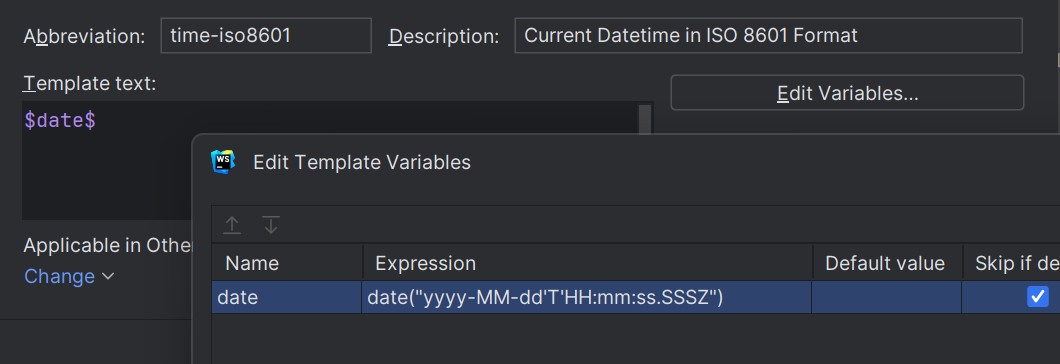 Abbreviation: time-iso8601 Description: Current Datetime in ISO 8601 Format
Template text:
Edit Variables...
$date$
WS Edit Template Variables
Applicable in Othe
Change
Name Expression Default value Skip if de
date date("yyyy-MM-dd'T'HH:mm:ss.SSSZ")